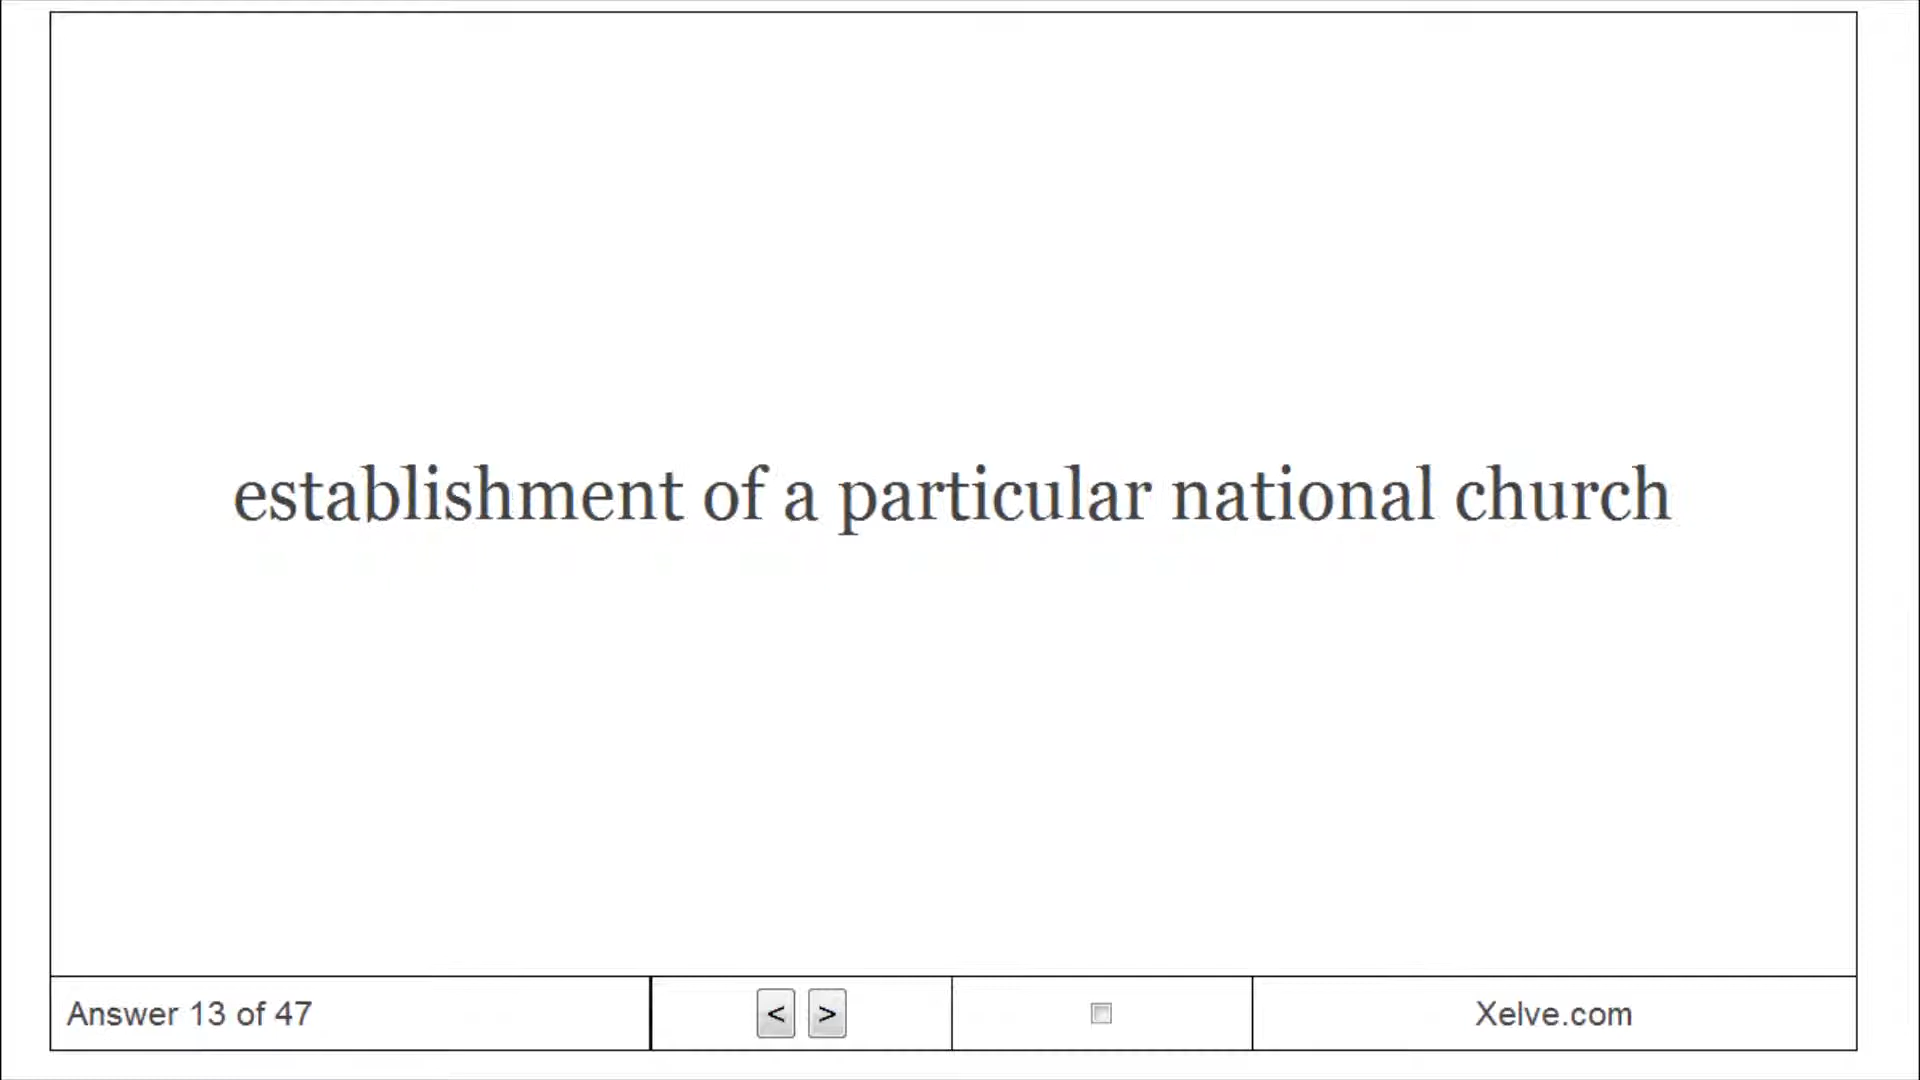 establishment of a particular national church
Answer 13 of 47
< >
Xelve.com